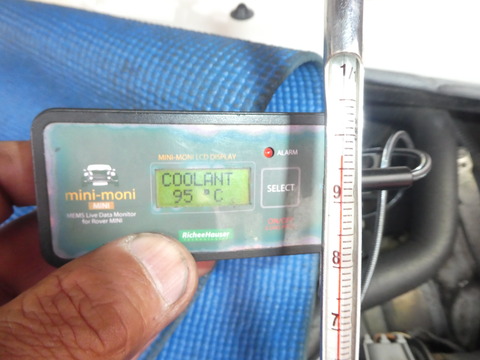 MINI-MONI LCD DISPLAY
ALARM
COOLANT
95 °C
SELECT
mini-moni
MINI
MEMS Live Data Monitor
for Rover MINI
RicheeHauser
1/
9
8
7